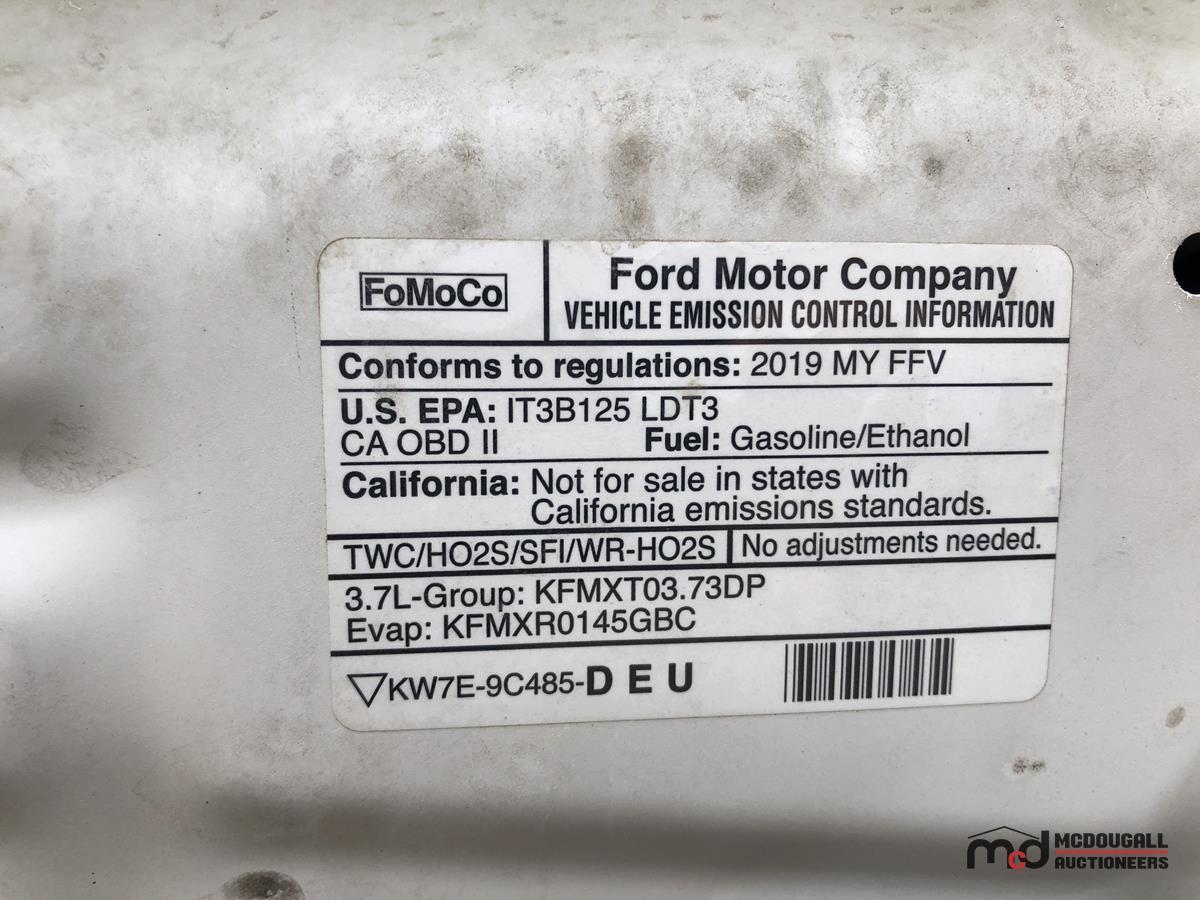 FoMoCo
Ford Motor Company
VEHICLE EMISSION CONTROL INFORMATION
Conforms to regulations: 2019 MY FFV
U.S. EPA: IT3B125 LDT3
CA OBD II Fuel: Gasoline/Ethanol
California: Not for sale in states with
California emissions standards.
TWC/HO2S/SFI/WR-HO2S No adjustments needed.
3.7L-Group: KFMXT03.73DP
Evap: KFMXR0145GBC
KW7E-9C485-D E U
mcd MCDOUGALL
AUCTIONEERS